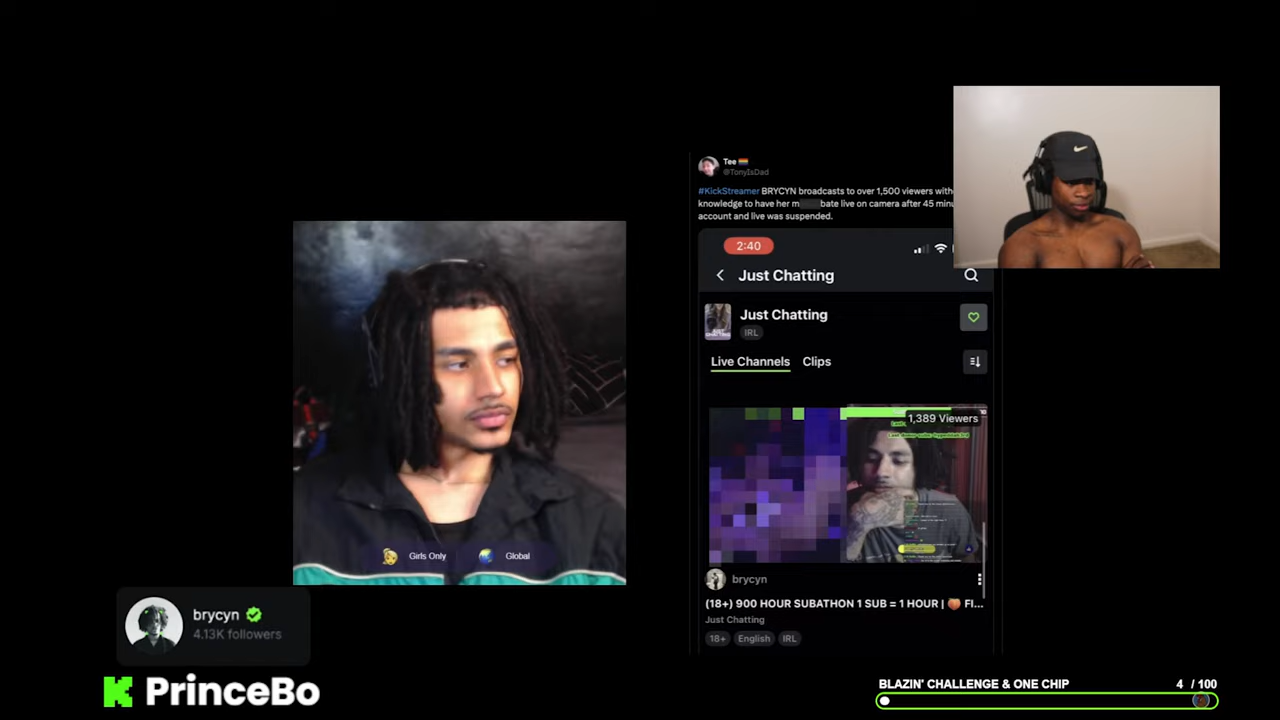 Tee 🏳️‍🌈
@TonyIsDad
#KickStreamer BRYCYN broadcasts to over 1,500 viewers with
knowledge to have her m bate live on camera after 45 minu
account and live was suspended.
2:40
Just Chatting
Just Chatting
IRL
Live Channels Clips
1,389 Viewers
Girls Only Global
brycyn
(18+) 900 HOUR SUBATHON 1 SUB = 1 HOUR | 🍑 FI...
Just Chatting
18+ English IRL
brycyn
4.13K followers
PrinceBo
BLAZIN' CHALLENGE & ONE CHIP 4 / 100